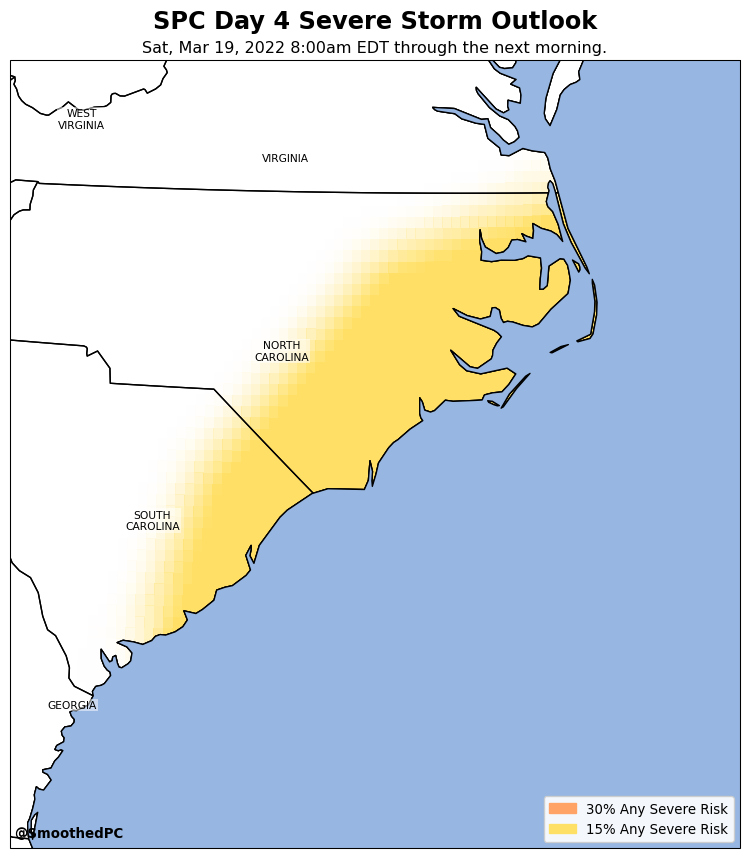 SPC Day 4 Severe Storm Outlook
Sat, Mar 19, 2022 8:00am EDT through the next morning.
WEST
VIRGINIA
VIRGINIA
NORTH
CAROLINA
SOUTH
CAROLINA
GEORGIA
30% Any Severe Risk
15% Any Severe Risk
@SmoothedPC